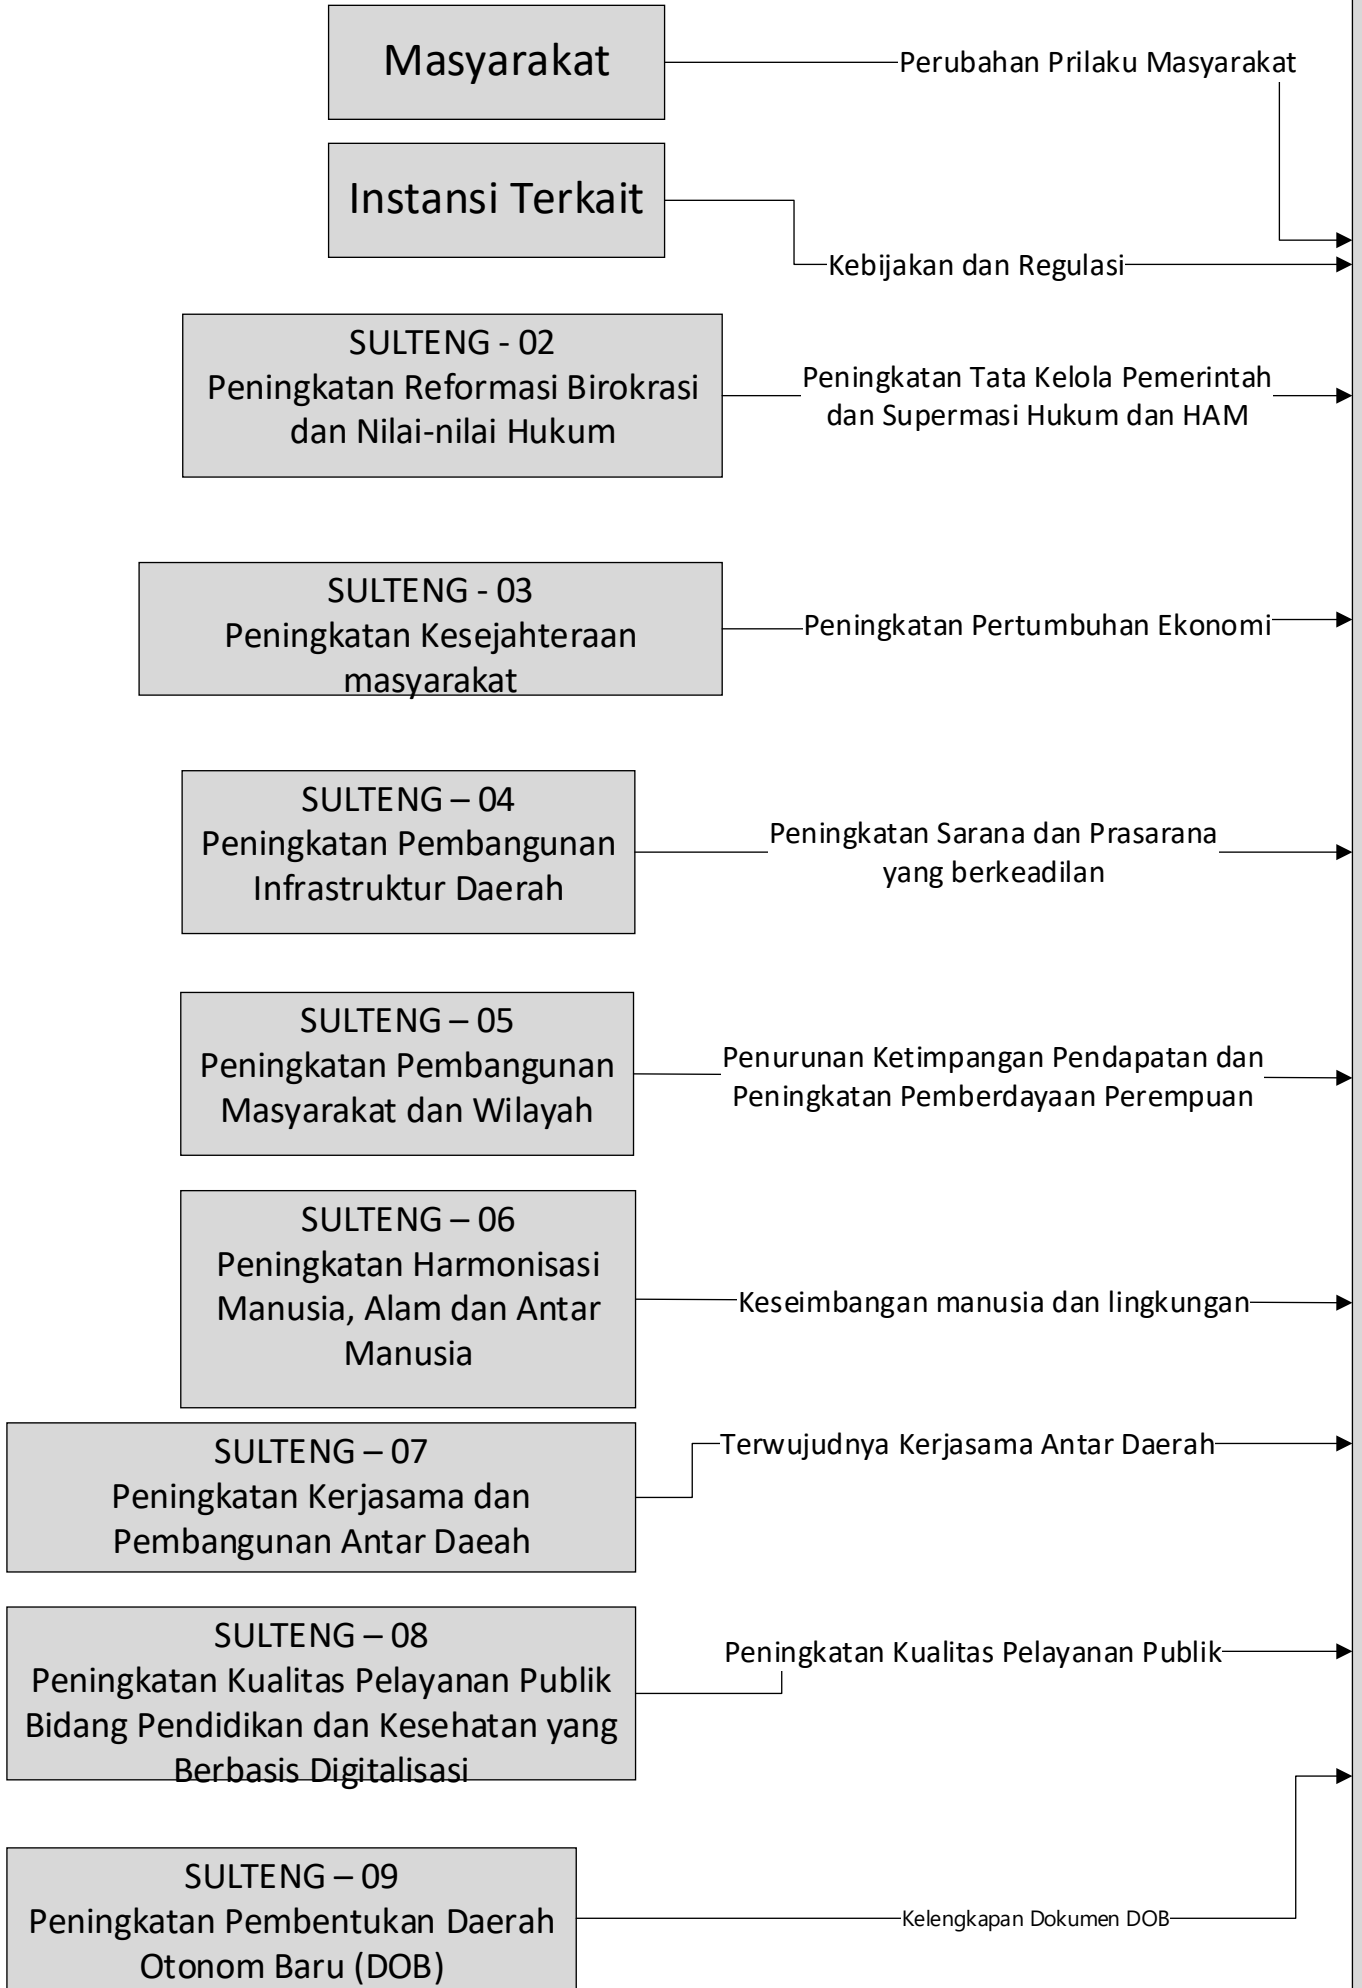 Masyarakat
Perubahan Prilaku Masyarakat
Instansi Terkait
Kebijakan dan Regulasi
SULTENG - 02
Peningkatan Reformasi Birokrasi
dan Nilai-nilai Hukum
Peningkatan Tata Kelola Pemerintah
dan Supermasi Hukum dan HAM
SULTENG - 03
Peningkatan Kesejahteraan
masyarakat
Peningkatan Pertumbuhan Ekonomi
SULTENG – 04
Peningkatan Pembangunan
Infrastruktur Daerah
Peningkatan Sarana dan Prasarana
yang berkeadilan
SULTENG – 05
Peningkatan Pembangunan
Masyarakat dan Wilayah
Penurunan Ketimpangan Pendapatan dan
Peningkatan Pemberdayaan Perempuan
SULTENG – 06
Peningkatan Harmonisasi
Manusia, Alam dan Antar
Manusia
Keseimbangan manusia dan lingkungan
SULTENG – 07
Peningkatan Kerjasama dan
Pembangunan Antar Daeah
Terwujudnya Kerjasama Antar Daerah
SULTENG – 08
Peningkatan Kualitas Pelayanan Publik
Bidang Pendidikan dan Kesehatan yang
Berbasis Digitalisasi
Peningkatan Kualitas Pelayanan Publik
SULTENG – 09
Peningkatan Pembentukan Daerah
Otonom Baru (DOB)
Kelengkapan Dokumen DOB